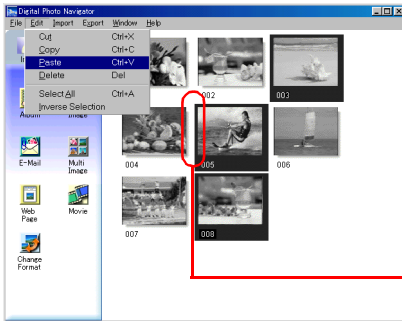 Digital Photo Navigator
File Edit Import Export Window Help
Cut Ctrl+X
Copy Ctrl+C
Paste Ctrl+V
Delete Del
Select All Ctrl+A
Inverse Selection
002
003
Album
Image
004
005
006
E-Mail
Multi Image
Web Page
Movie
007
008
Change Format